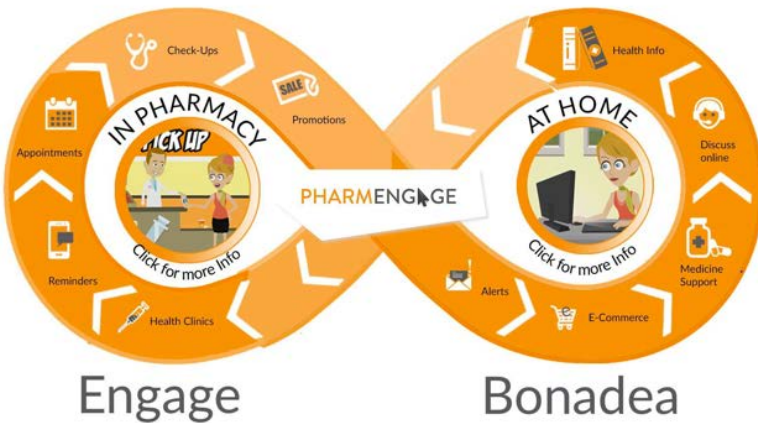 Check-Ups
SALE
Promotions
Appointments
Reminders
Health Clinics
IN PHARMACY
PICK UP
Click for more Info
PHARMENGAGE
Health Info
Discuss
online
Medicine
Support
E-Commerce
Alerts
AT HOME
Click for more Info
Engage
Bonadea